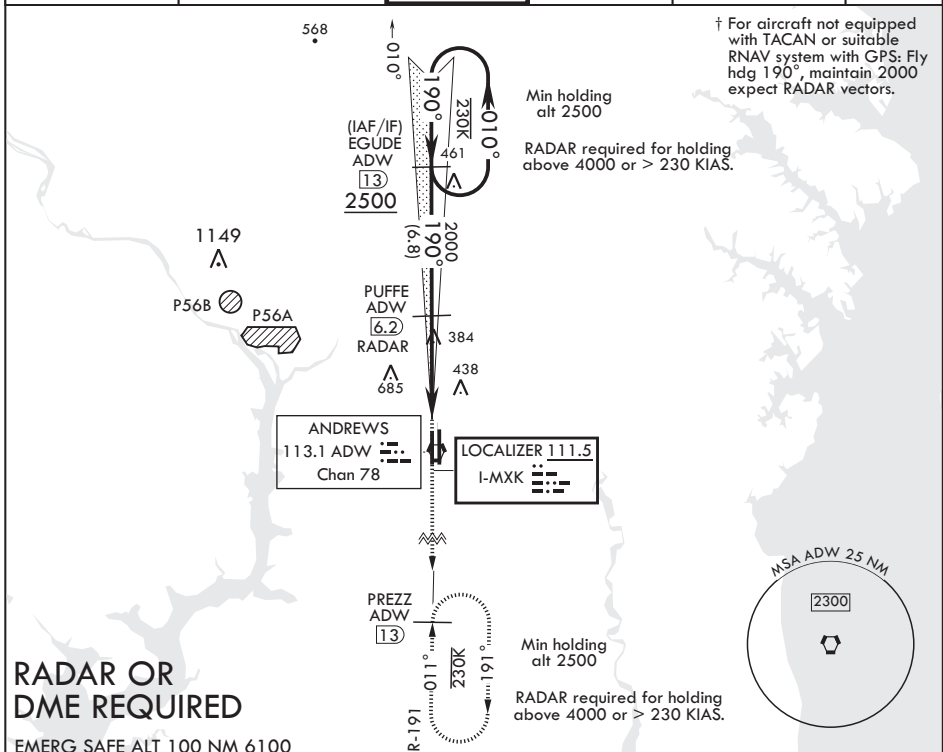 568
010°
† For aircraft not equipped
with TACAN or suitable
RNAV system with GPS: Fly
hdg 190°, maintain 2000
expect RADAR vectors.
190°
230K
010°
Min holding
alt 2500
RADAR required for holding
above 4000 or > 230 KIAS.
(IAF/IF)
EGUDE
ADW
13
2500
461
2000
190°
(6.8)
1149
P56B
P56A
PUFFE
ADW
6.2
RADAR
384
685
438
ANDREWS
113.1 ADW
Chan 78
LOCALIZER 111.5
I-MXK
MSA ADW 25 NM
2300
PREZZ
ADW
13
011°
230K
191°
R-191
Min holding
alt 2500
RADAR required for holding
above 4000 or > 230 KIAS.
RADAR OR
DME REQUIRED
EMERG SAFE ALT 100 NM 6100